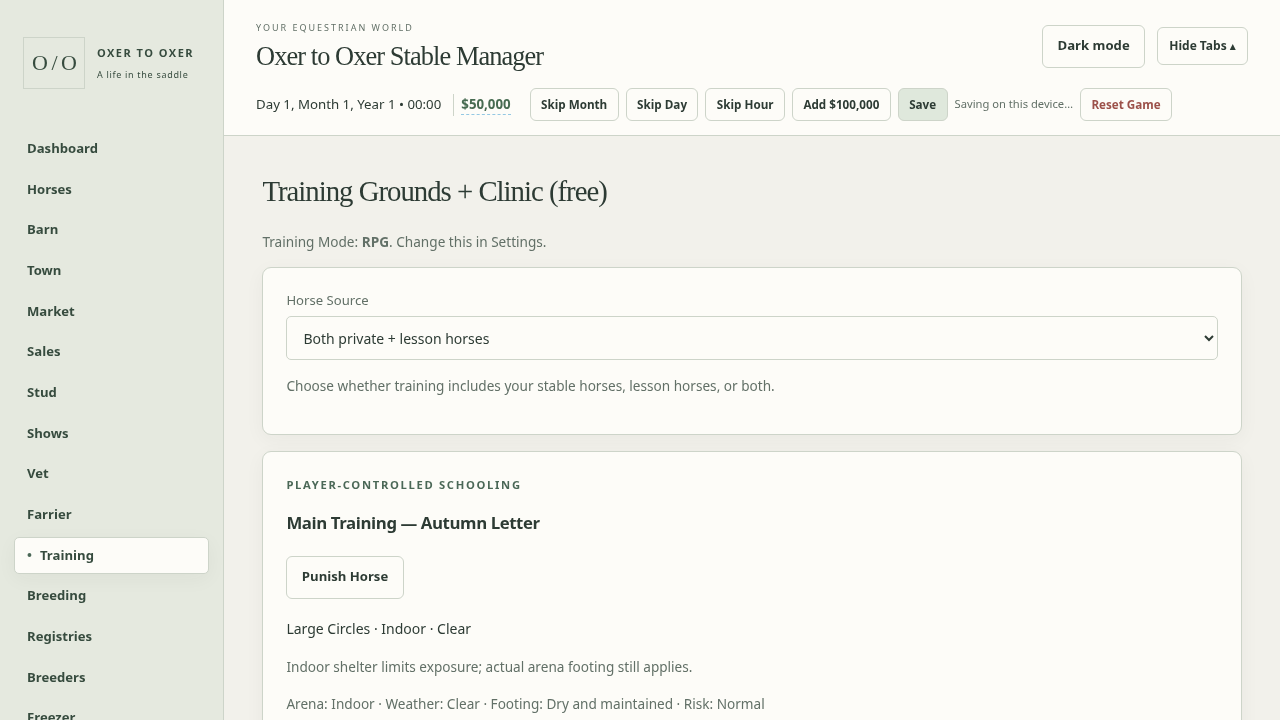 O/O
OXER TO OXER
A life in the saddle
Dashboard
Horses
Barn
Town
Market
Sales
Stud
Shows
Vet
Farrier
• Training
Breeding
Registries
Breeders
Freezer
YOUR EQUESTRIAN WORLD
Oxer to Oxer Stable Manager
Dark mode
Hide Tabs ▴
Day 1, Month 1, Year 1 • 00:00
$50,000
Skip Month
Skip Day
Skip Hour
Add $100,000
Save
Saving on this device...
Reset Game
Training Grounds + Clinic (free)
Training Mode: RPG. Change this in Settings.
Horse Source
Both private + lesson horses
Choose whether training includes your stable horses, lesson horses, or both.
PLAYER-CONTROLLED SCHOOLING
Main Training — Autumn Letter
Punish Horse
Large Circles · Indoor · Clear
Indoor shelter limits exposure; actual arena footing still applies.
Arena: Indoor · Weather: Clear · Footing: Dry and maintained · Risk: Normal